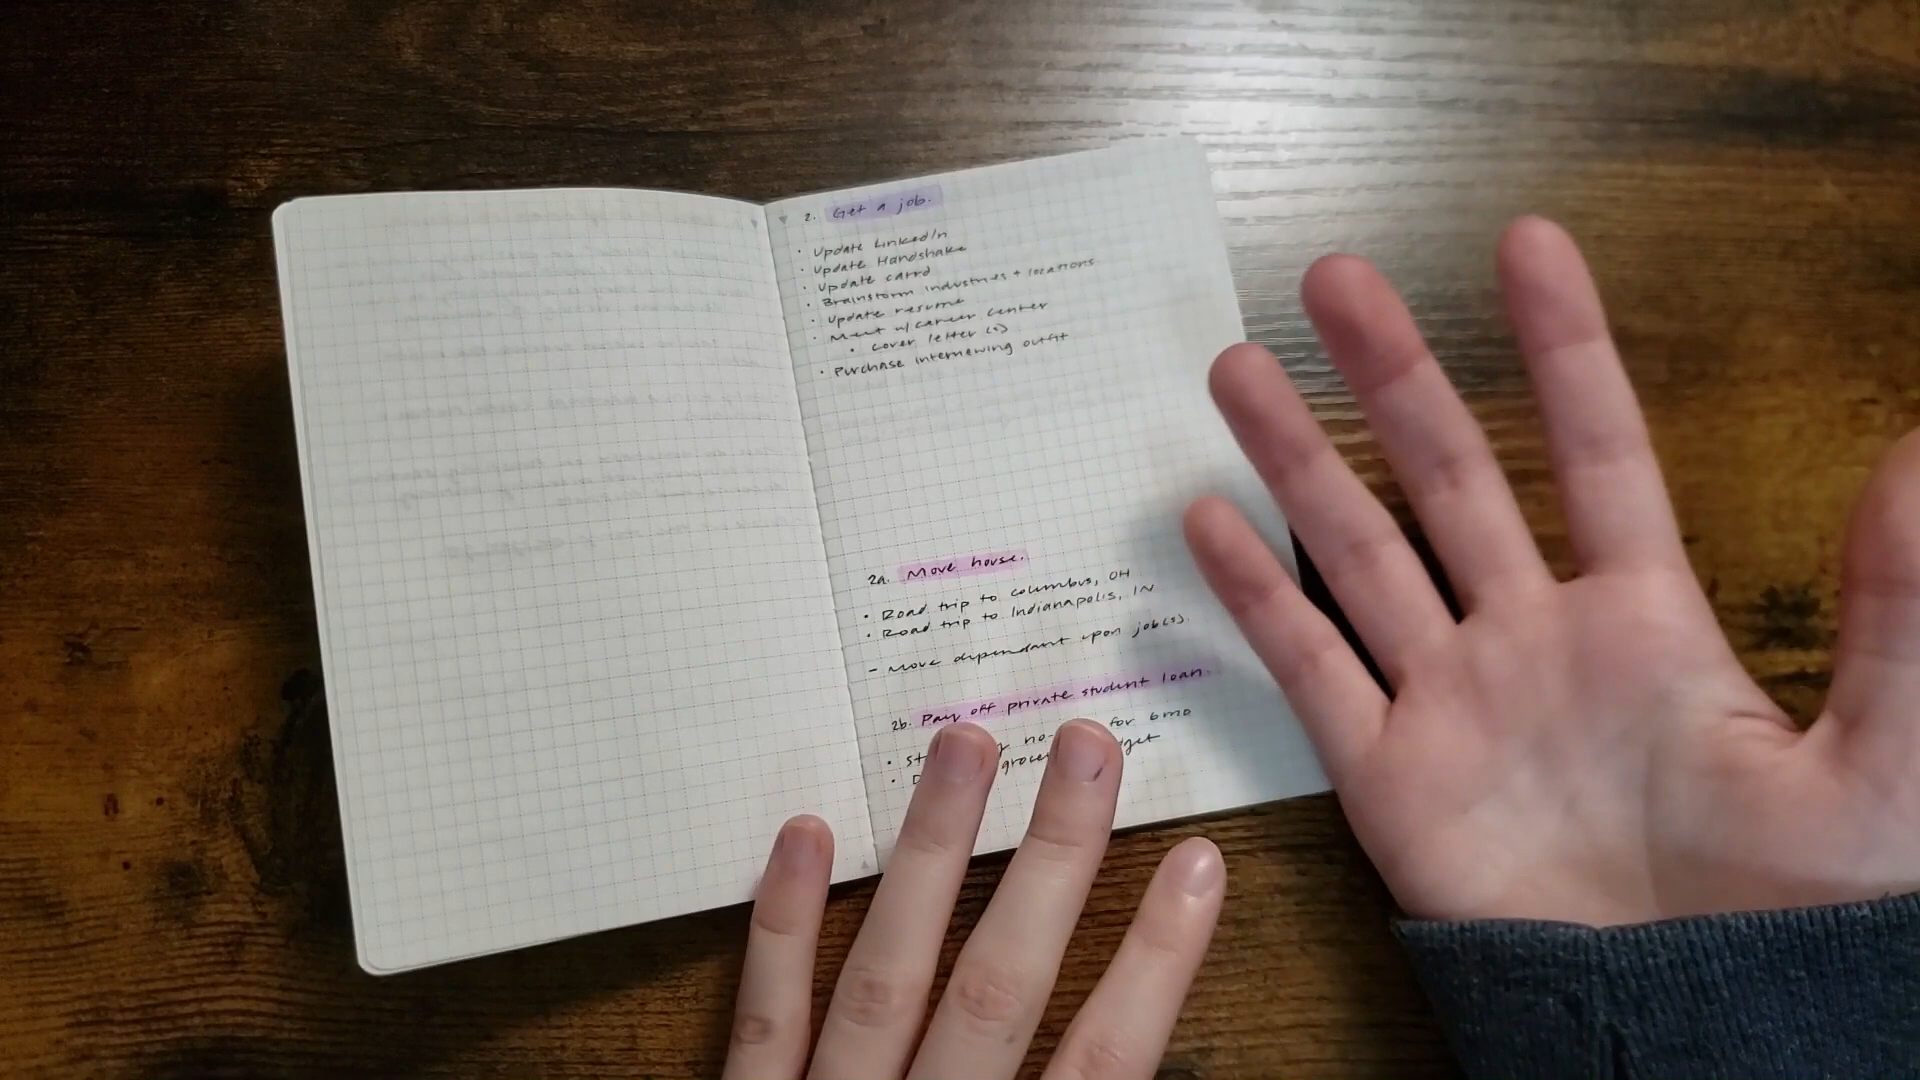 2. Get a job.
· Update LinkedIn
· Update Handshake
· Update carrd
· Brainstorm industries + locations
· Update resume
· Meet w/career center
· cover letter(s)
· Purchase interviewing outfit
2a. Move house.
· Road trip to Columbus, OH
· Road trip to Indianapolis, IN
- Move dependant upon job(s).
2b. Pay off private student loan.
· for 6mo
·